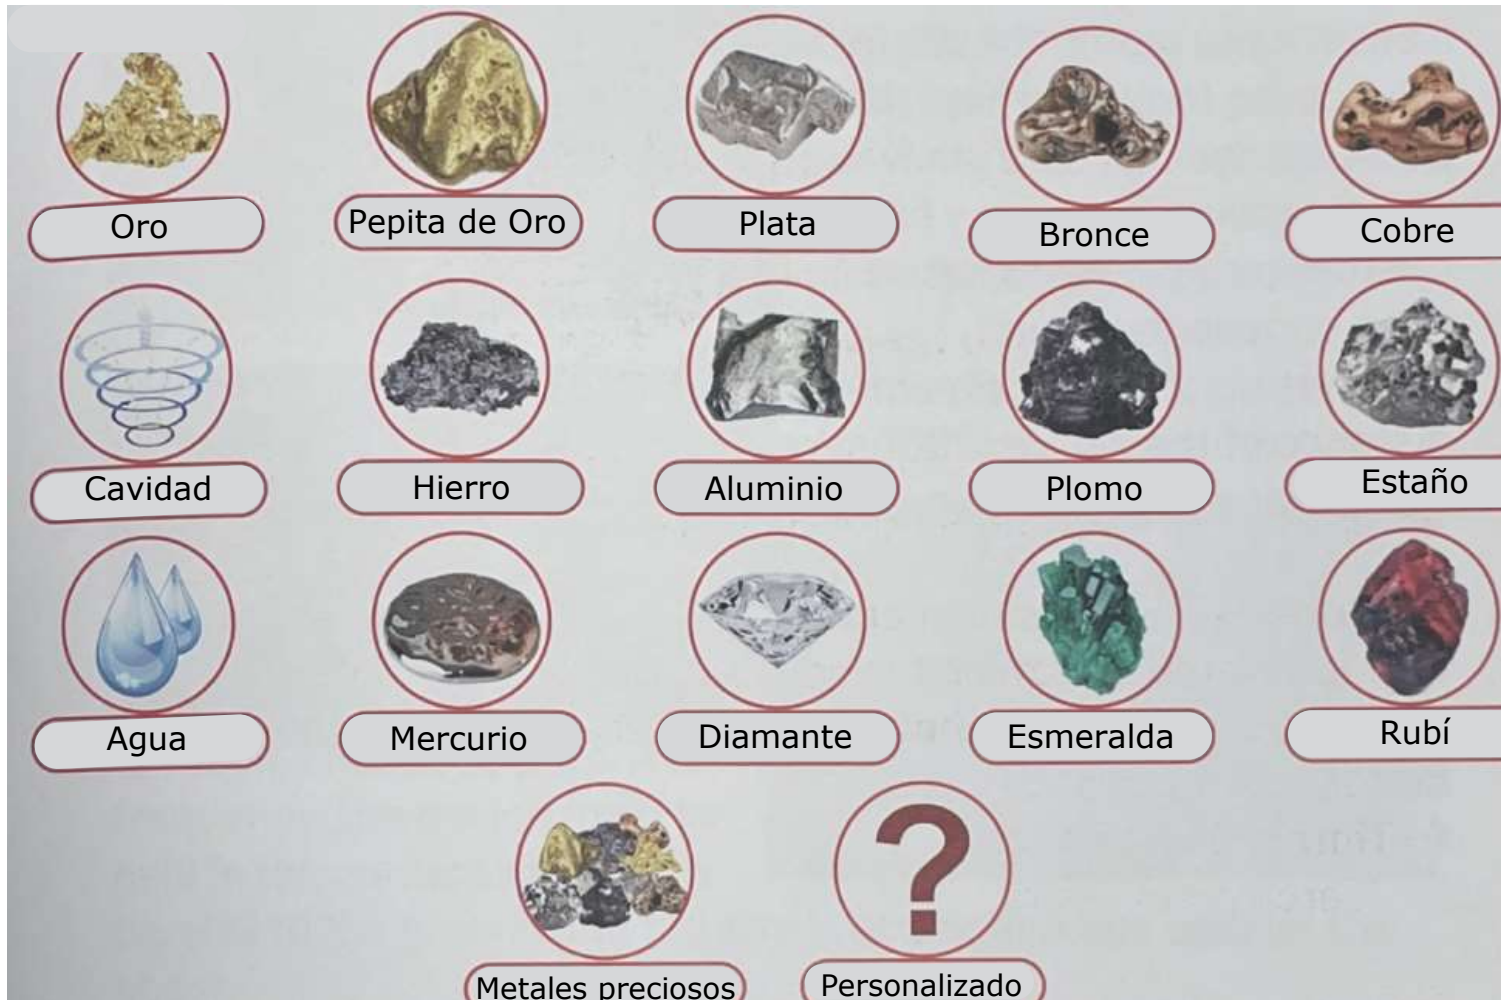 Oro
Pepita de Oro
Plata
Bronce
Cobre
Cavidad
Hierro
Aluminio
Plomo
Estaño
Agua
Mercurio
Diamante
Esmeralda
Rubí
Metales preciosos
Personalizado